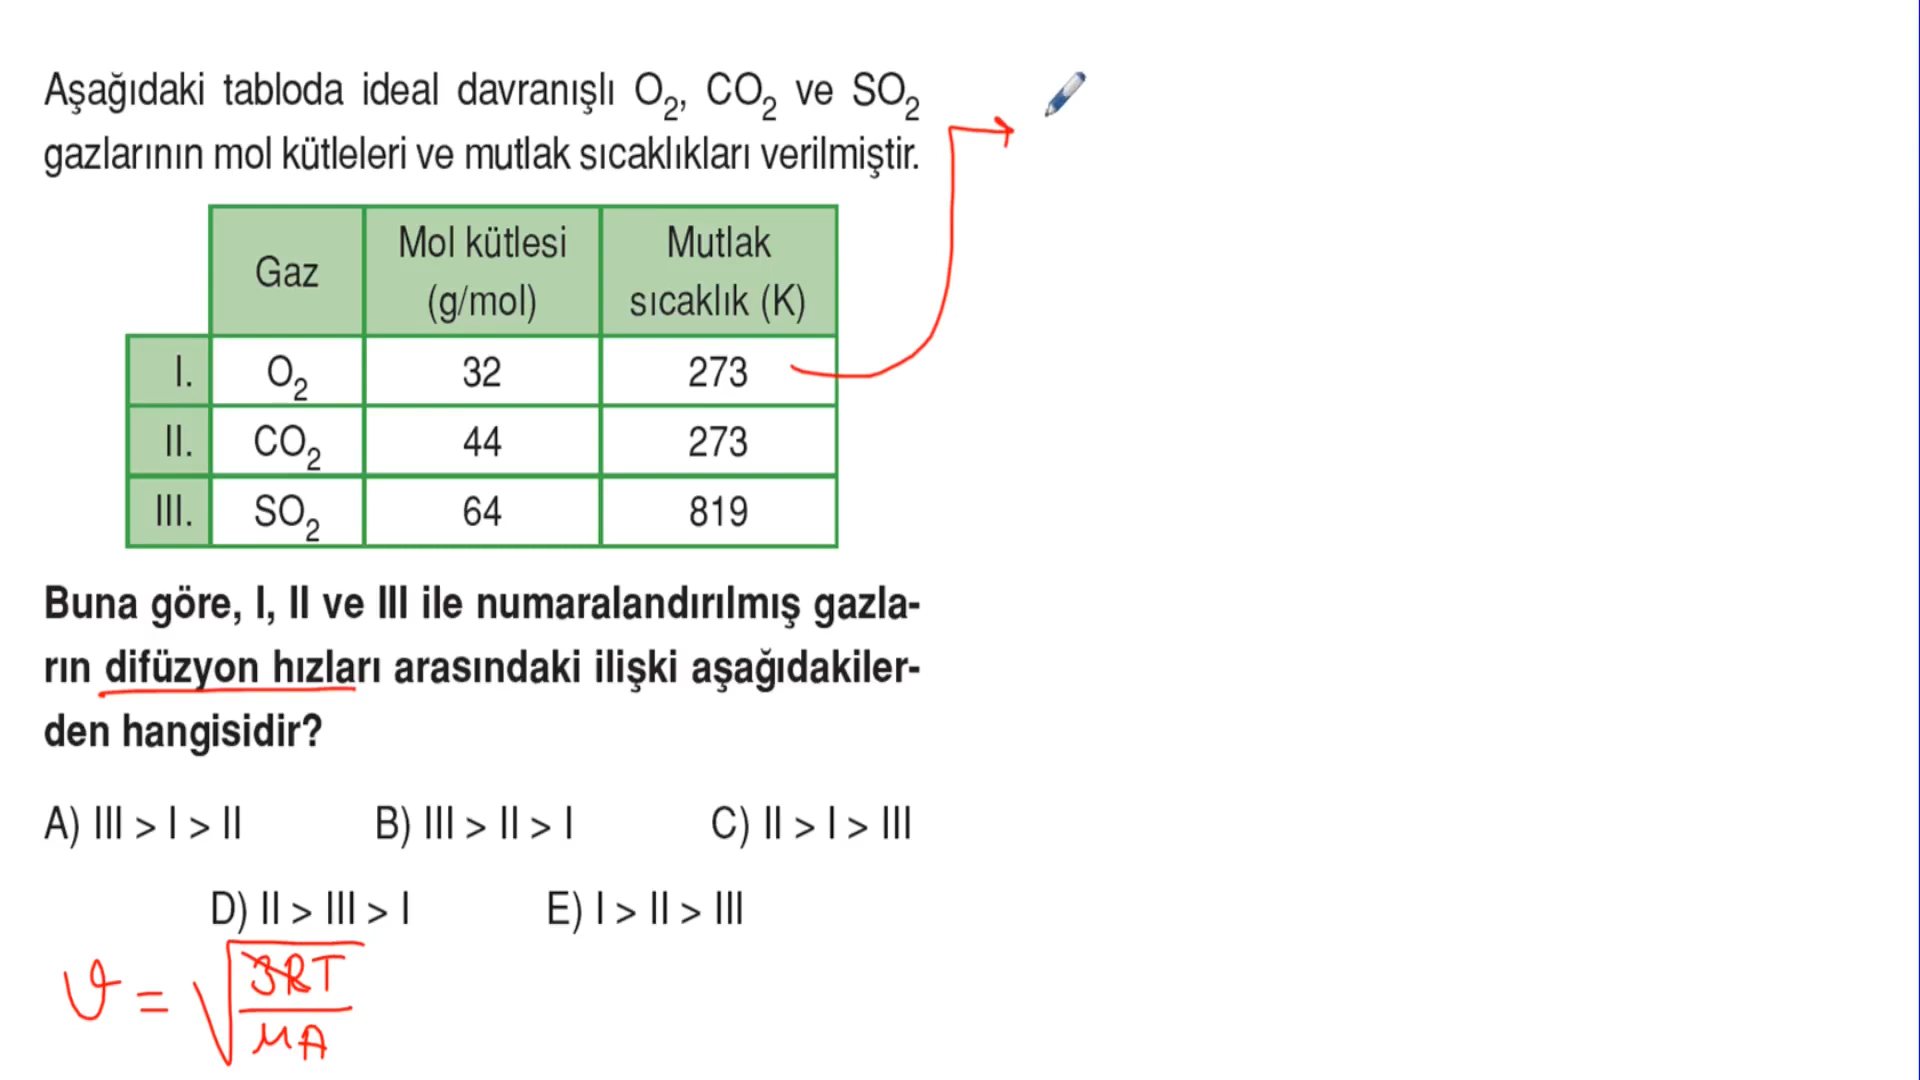 Aşağıdaki tabloda ideal davranışlı O₂, CO₂ ve SO₂
gazlarının mol kütleleri ve mutlak sıcaklıkları verilmiştir.
Gaz Mol kütlesi (g/mol) Mutlak sıcaklık (K)
I. O₂ 32 273
II. CO₂ 44 273
III. SO₂ 64 819
Buna göre, I, II ve III ile numaralandırılmış gazla-
rın difüzyon hızları arasındaki ilişki aşağıdakiler-
den hangisidir?
A) III > I > II B) III > II > I C) II > I > III
D) II > III > I E) I > II > III
ϑ = √(3RT / MA)